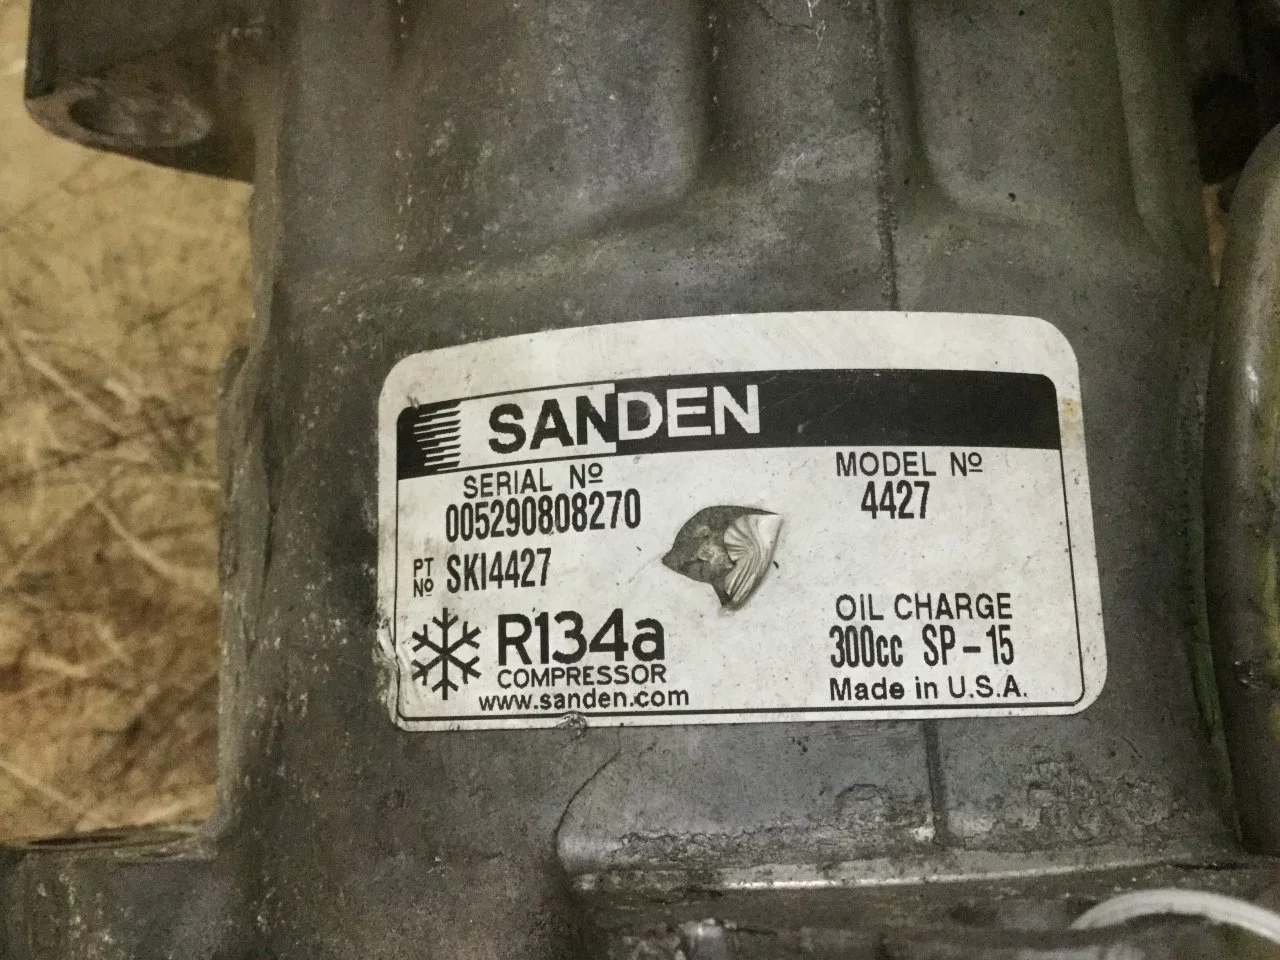 SANDEN
SERIAL Nº
005290808270
MODEL Nº
4427
PT Nº SKI4427
R134a
COMPRESSOR
www.sanden.com
OIL CHARGE
300cc SP-15
Made in U.S.A.